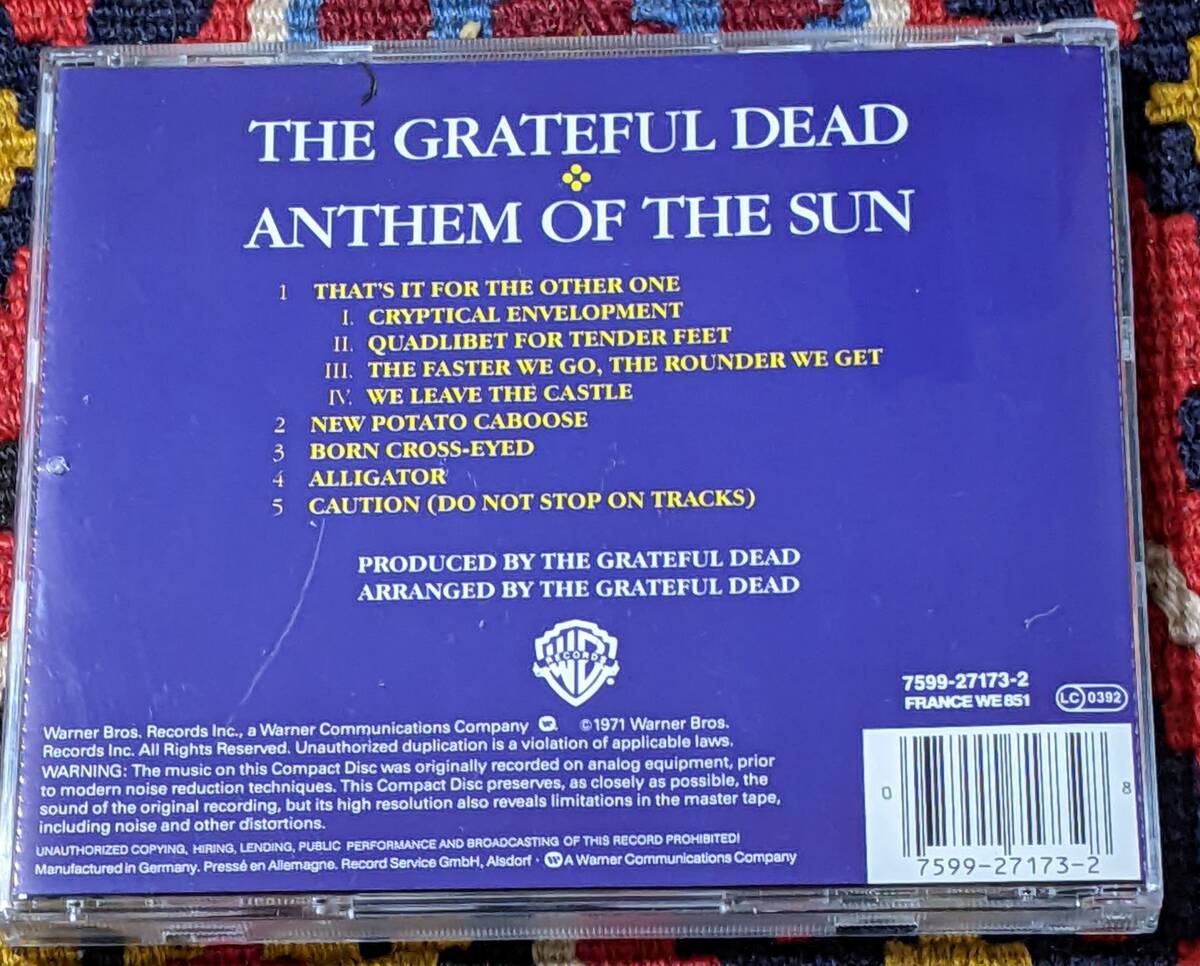 THE GRATEFUL DEAD
ANTHEM OF THE SUN
1 THAT'S IT FOR THE OTHER ONE
I. CRYPTICAL ENVELOPMENT
II. QUADLIBET FOR TENDER FEET
III. THE FASTER WE GO, THE ROUNDER WE GET
IV. WE LEAVE THE CASTLE
2 NEW POTATO CABOOSE
3 BORN CROSS-EYED
4 ALLIGATOR
5 CAUTION (DO NOT STOP ON TRACKS)
PRODUCED BY THE GRATEFUL DEAD
ARRANGED BY THE GRATEFUL DEAD
WB RECORDS ®
7599-27173-2
FRANCE WE 851
LC 0392
Warner Bros. Records Inc., a Warner Communications Company ©1971 Warner Bros.
Records Inc. All Rights Reserved. Unauthorized duplication is a violation of applicable laws.
WARNING: The music on this Compact Disc was originally recorded on analog equipment, prior
to modern noise reduction techniques. This Compact Disc preserves, as closely as possible, the
sound of the original recording, but its high resolution also reveals limitations in the master tape,
including noise and other distortions.
UNAUTHORIZED COPYING, HIRING, LENDING, PUBLIC PERFORMANCE AND BROADCASTING OF THIS RECORD PROHIBITED!
Manufactured in Germany. Pressé en Allemagne. Record Service GmbH, Alsdorf · A Warner Communications Company
0 8
7599-27173-2